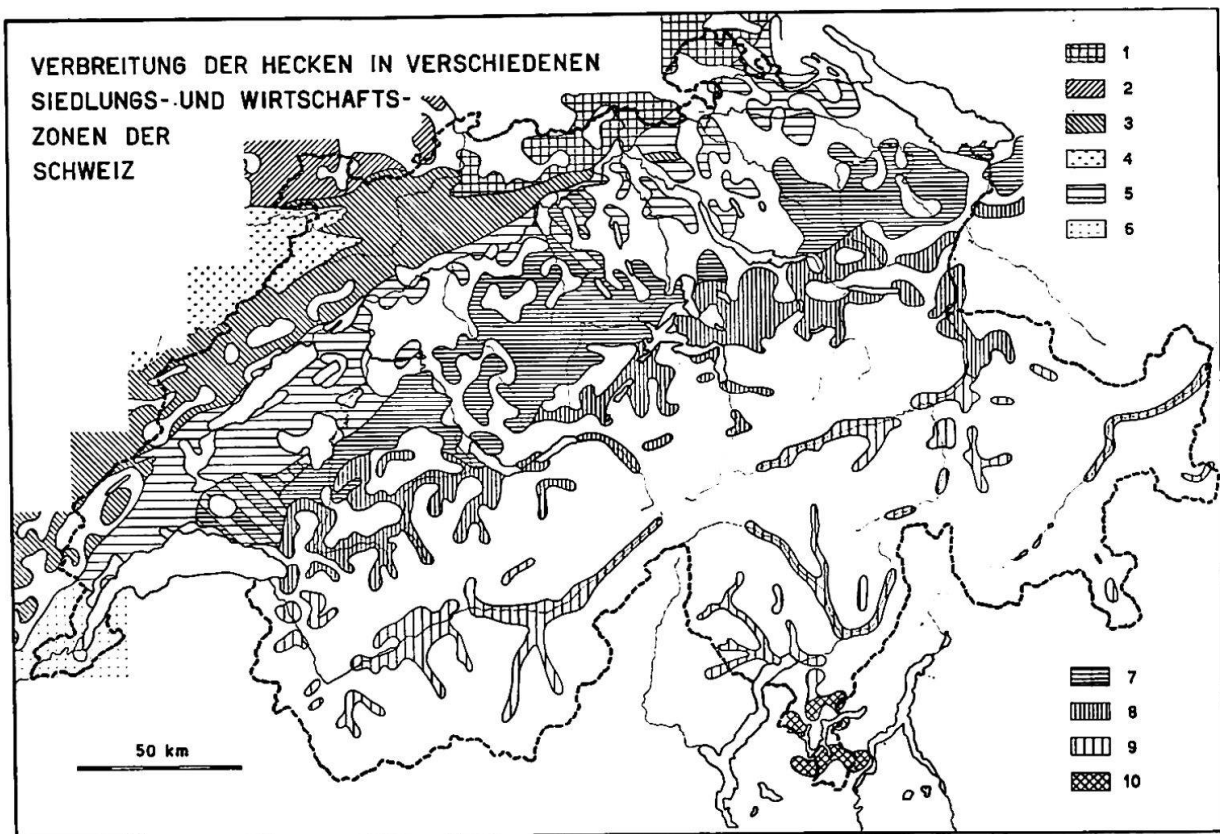 VERBREITUNG DER HECKEN IN VERSCHIEDENEN
SIEDLUNGS- UND WIRTSCHAFTS-
ZONEN DER
SCHWEIZ
1
2
3
4
5
6
7
8
9
10
50 km